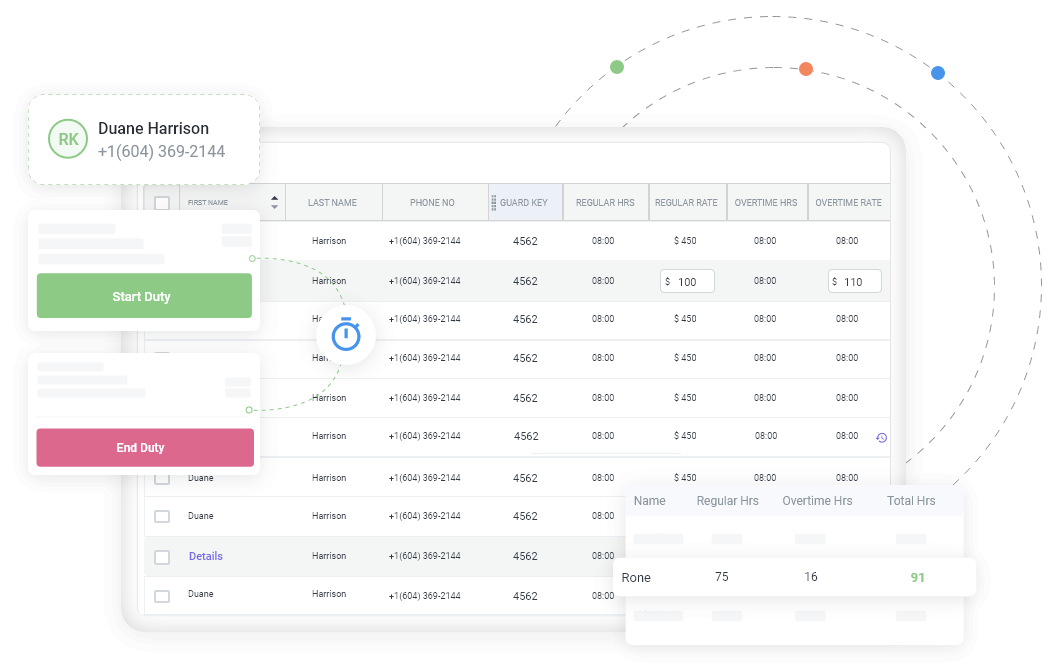 RK
Duane Harrison
+1(604) 369-2144
FIRST NAME LAST NAME PHONE NO GUARD KEY REGULAR HRS REGULAR RATE OVERTIME HRS OVERTIME RATE
Harrison +1(604) 369-2144 4562 08:00 $ 450 08:00 08:00
Start Duty
Harrison +1(604) 369-2144 4562 08:00 $ 100 08:00 $ 110
Harrison +1(604) 369-2144 4562 08:00 $ 450 08:00 08:00
+1(604) 369-2144 4562 08:00 $ 450 08:00 08:00
Harrison +1(604) 369-2144 4562 08:00 $ 450 08:00 08:00
End Duty
Harrison +1(604) 369-2144 4562 08:00 $ 450 08:00 08:00
Duane Harrison +1(604) 369-2144 4562 08:00 $ 450 08:00 08:00
Duane Harrison +1(604) 369-2144 4562 08:00
Details Harrison +1(604) 369-2144 4562 08:00
Duane Harrison +1(604) 369-2144 4562 08:00
Name Regular Hrs Overtime Hrs Total Hrs
Rone 75 16 91